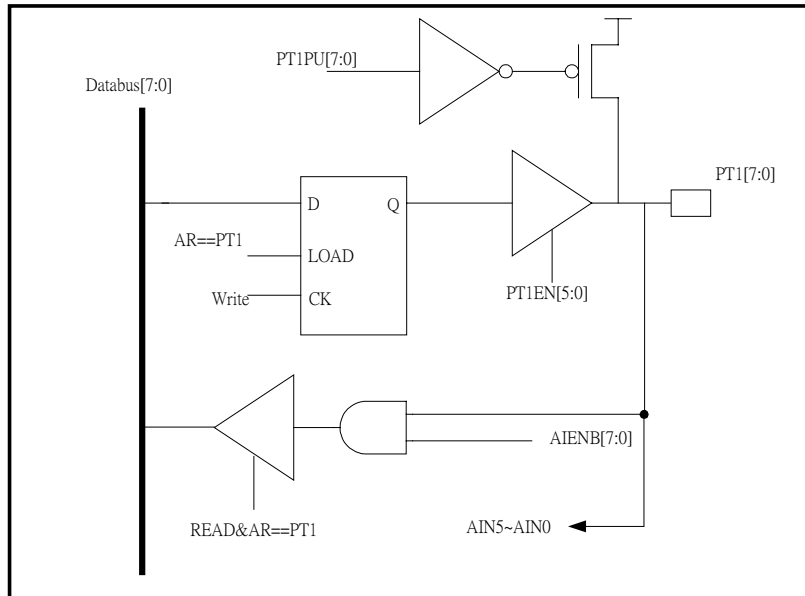 PT1PU[7:0]
Databus[7:0]
PT1[7:0]
D
Q
AR==PT1
LOAD
Write
CK
PT1EN[5:0]
AIENB[7:0]
READ&AR==PT1
AIN5~AIN0